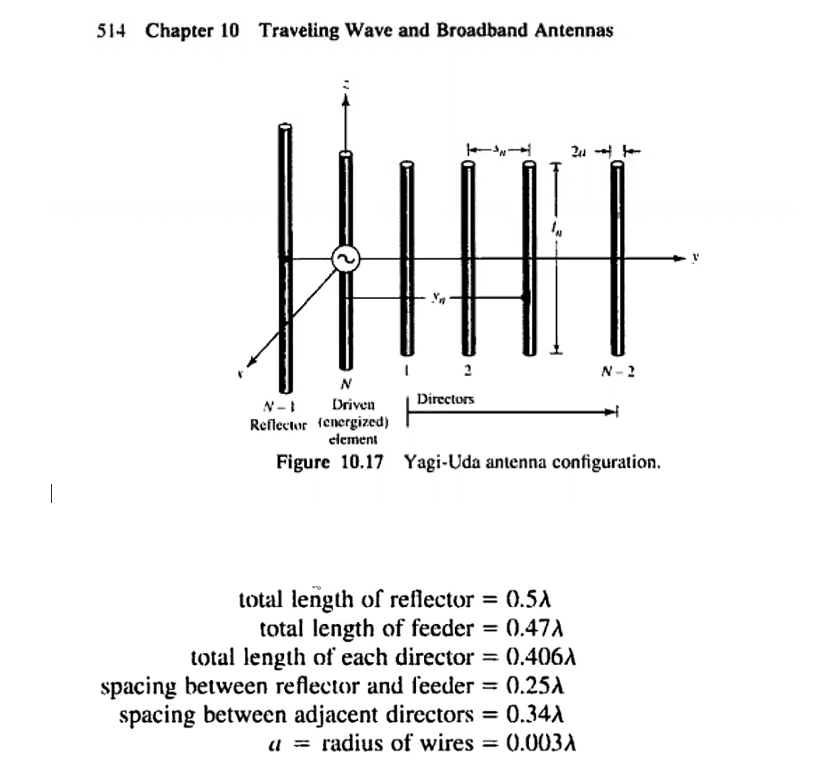 514 Chapter 10 Traveling Wave and Broadband Antennas
z
sₙ
2a
lₙ
y
yₙ
x
1
2
N – 2
N
N – 1
Driven
Directors
Reflector (energized)
element
Figure 10.17 Yagi-Uda antenna configuration.
total length of reflector = 0.5λ
total length of feeder = 0.47λ
total length of each director = 0.406λ
spacing between reflector and feeder = 0.25λ
spacing between adjacent directors = 0.34λ
a = radius of wires = 0.003λ